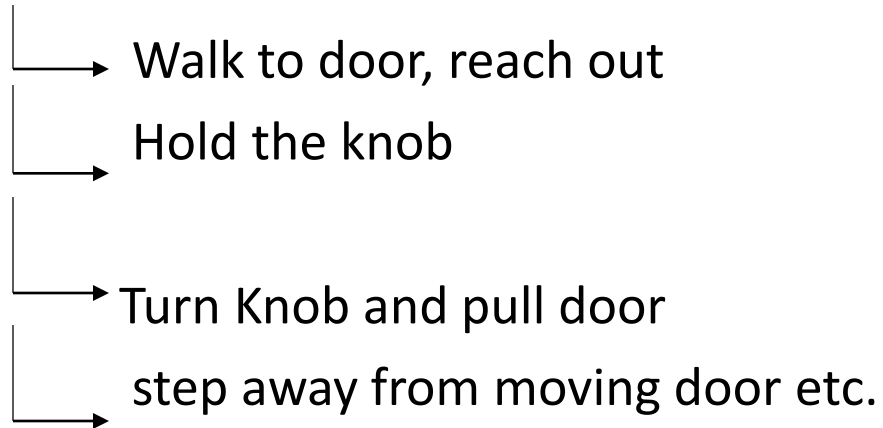 Walk to door, reach out
Hold the knob
Turn Knob and pull door
step away from moving door etc.